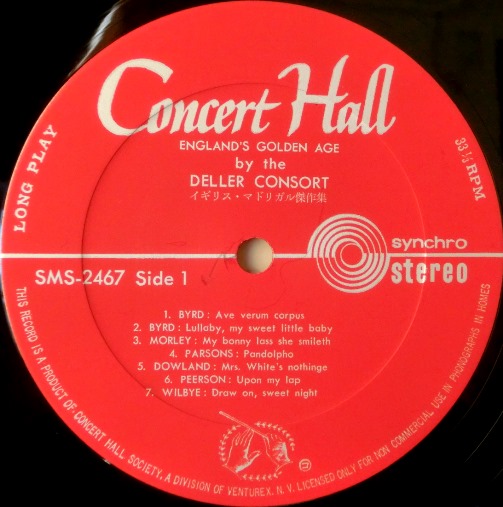 Concert Hall
ENGLAND'S GOLDEN AGE
by the
DELLER CONSORT
イギリス・マドリガル傑作集
LONG PLAY
33⅓ RPM
synchro
stereo
SMS-2467 Side 1
1. BYRD : Ave verum corpus
2. BYRD : Lullaby, my sweet little baby
3. MORLEY : My bonny lass she smileth
4. PARSONS : Pandolpho
5. DOWLAND : Mrs. White's nothinge
6. PEERSON : Upon my lap
7. WILBYE : Draw on, sweet night
THIS RECORD IS A PRODUCT OF CONCERT HALL SOCIETY, A DIVISION OF VENTUREX. N. V. LICENSED ONLY FOR NON COMMERCIAL USE IN PHONOGRAPHS IN HOMES